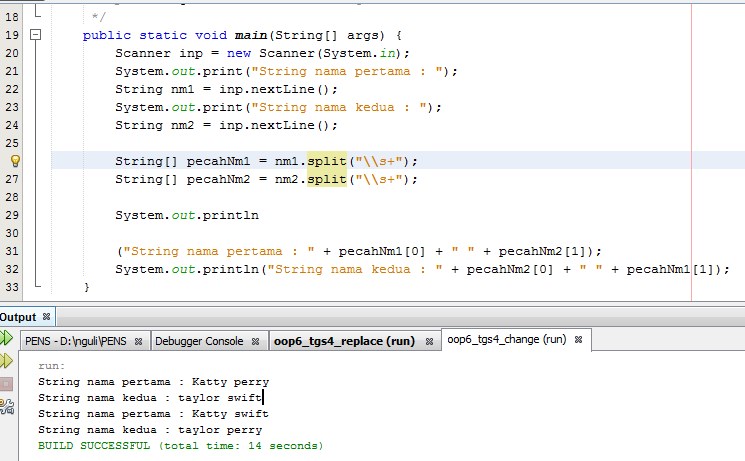 18 */
19 public static void main(String[] args) {
20 Scanner inp = new Scanner(System.in);
21 System.out.print("String nama pertama : ");
22 String nm1 = inp.nextLine();
23 System.out.print("String nama kedua : ");
24 String nm2 = inp.nextLine();
25
String[] pecahNm1 = nm1.split("\\s+");
27 String[] pecahNm2 = nm2.split("\\s+");
28
29 System.out.println
30
31 ("String nama pertama : " + pecahNm1[0] + " " + pecahNm2[1]);
32 System.out.println("String nama kedua : " + pecahNm2[0] + " " + pecahNm1[1]);
33 }
Output
PENS - D:\nguli\PENS Debugger Console oop6_tgs4_replace (run) oop6_tgs4_change (run)
run:
String nama pertama : Katty perry
String nama kedua : taylor swift
String nama pertama : Katty swift
String nama kedua : taylor perry
BUILD SUCCESSFUL (total time: 14 seconds)